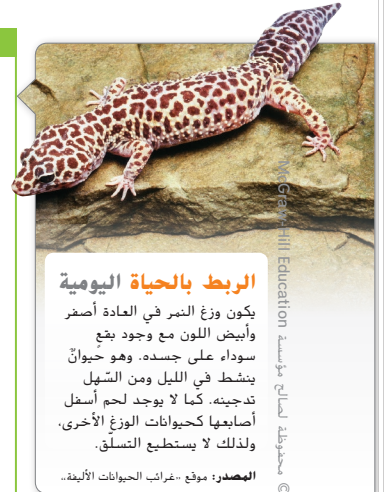 الربط بالحياة اليومية
يكون وزغ النمر في العادة أصفر
وأبيض اللون مع وجود بقعٍ
سوداء على جسده. وهو حيوانٌ
ينشط في الليل ومن السّهل
تدجينه. كما لا يوجد لحم أسفل
أصابعها كحيوانات الوزغ الأخرى،
ولذلك لا يستطيع التسلّق.
المصدر: موقع «غرائب الحيوانات الأليفة».
محفوظة لصالح مؤسسة McGraw-Hill Education ©